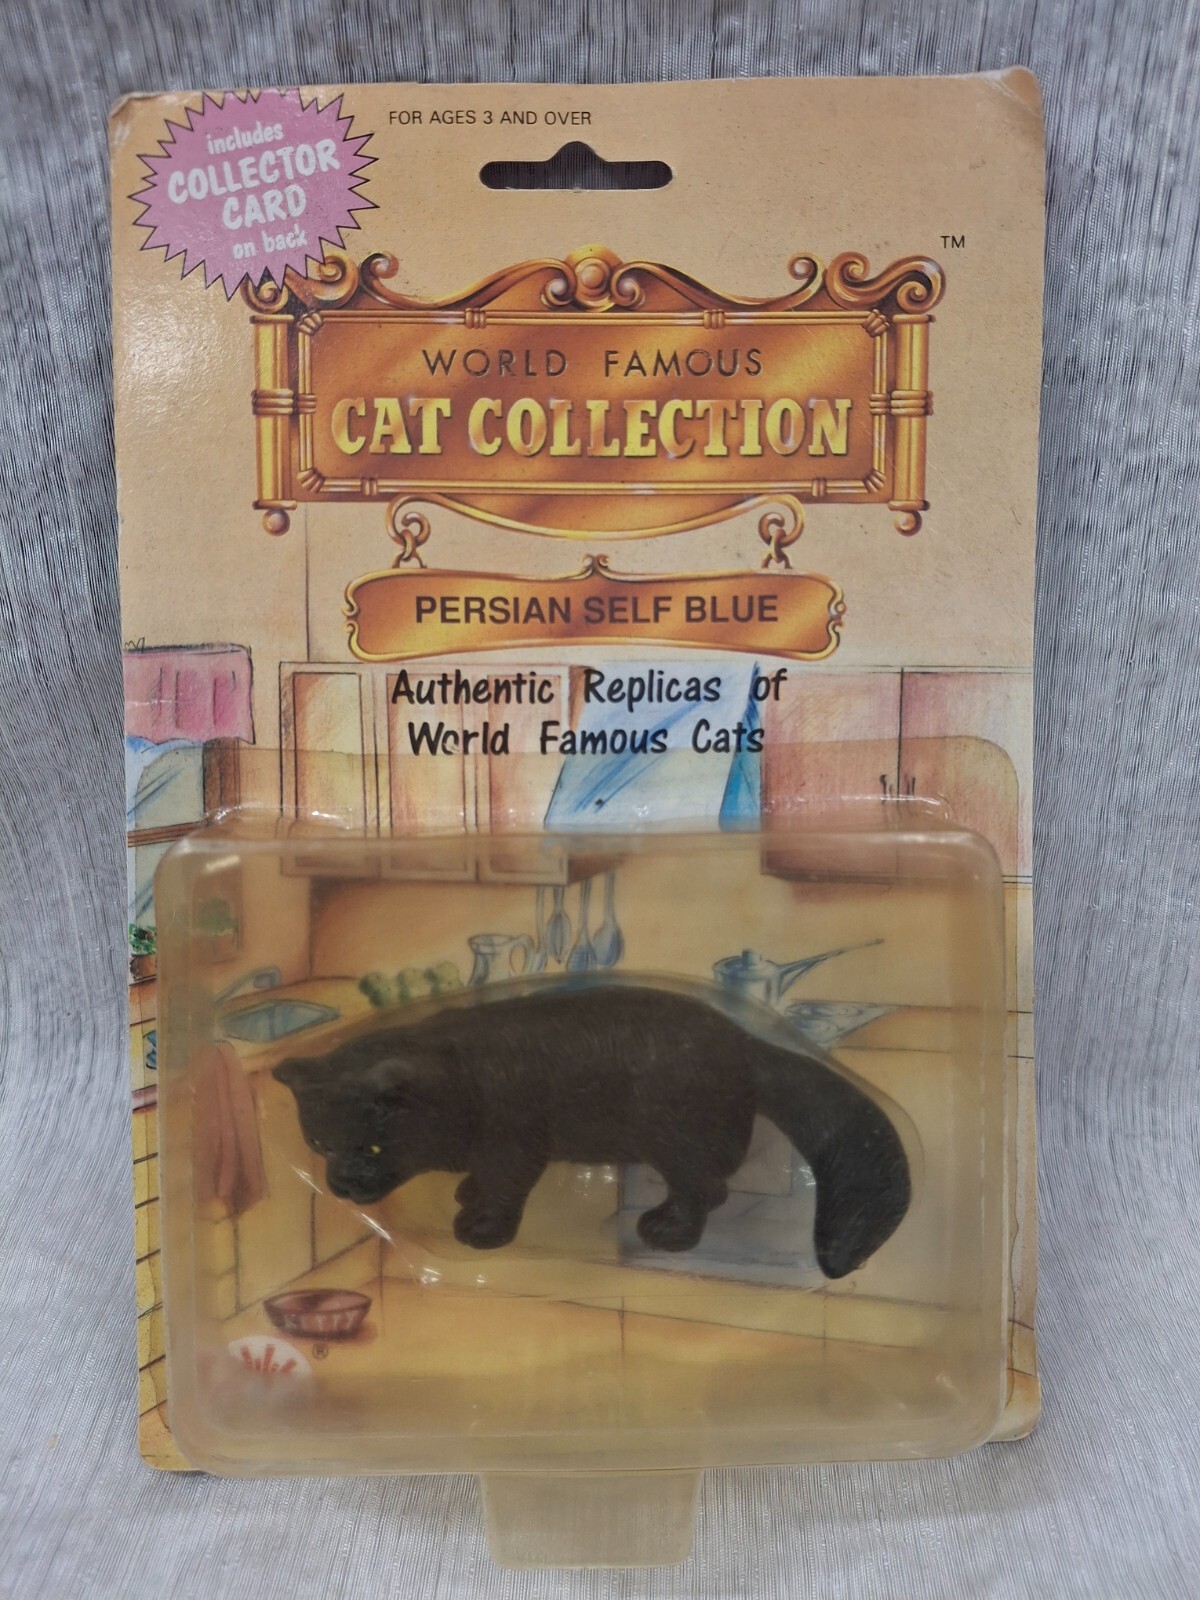 FOR AGES 3 AND OVER
includes
COLLECTOR
CARD
on back
TM
WORLD FAMOUS
CAT COLLECTION
PERSIAN SELF BLUE
Authentic Replicas of
World Famous Cats
KITTY
®